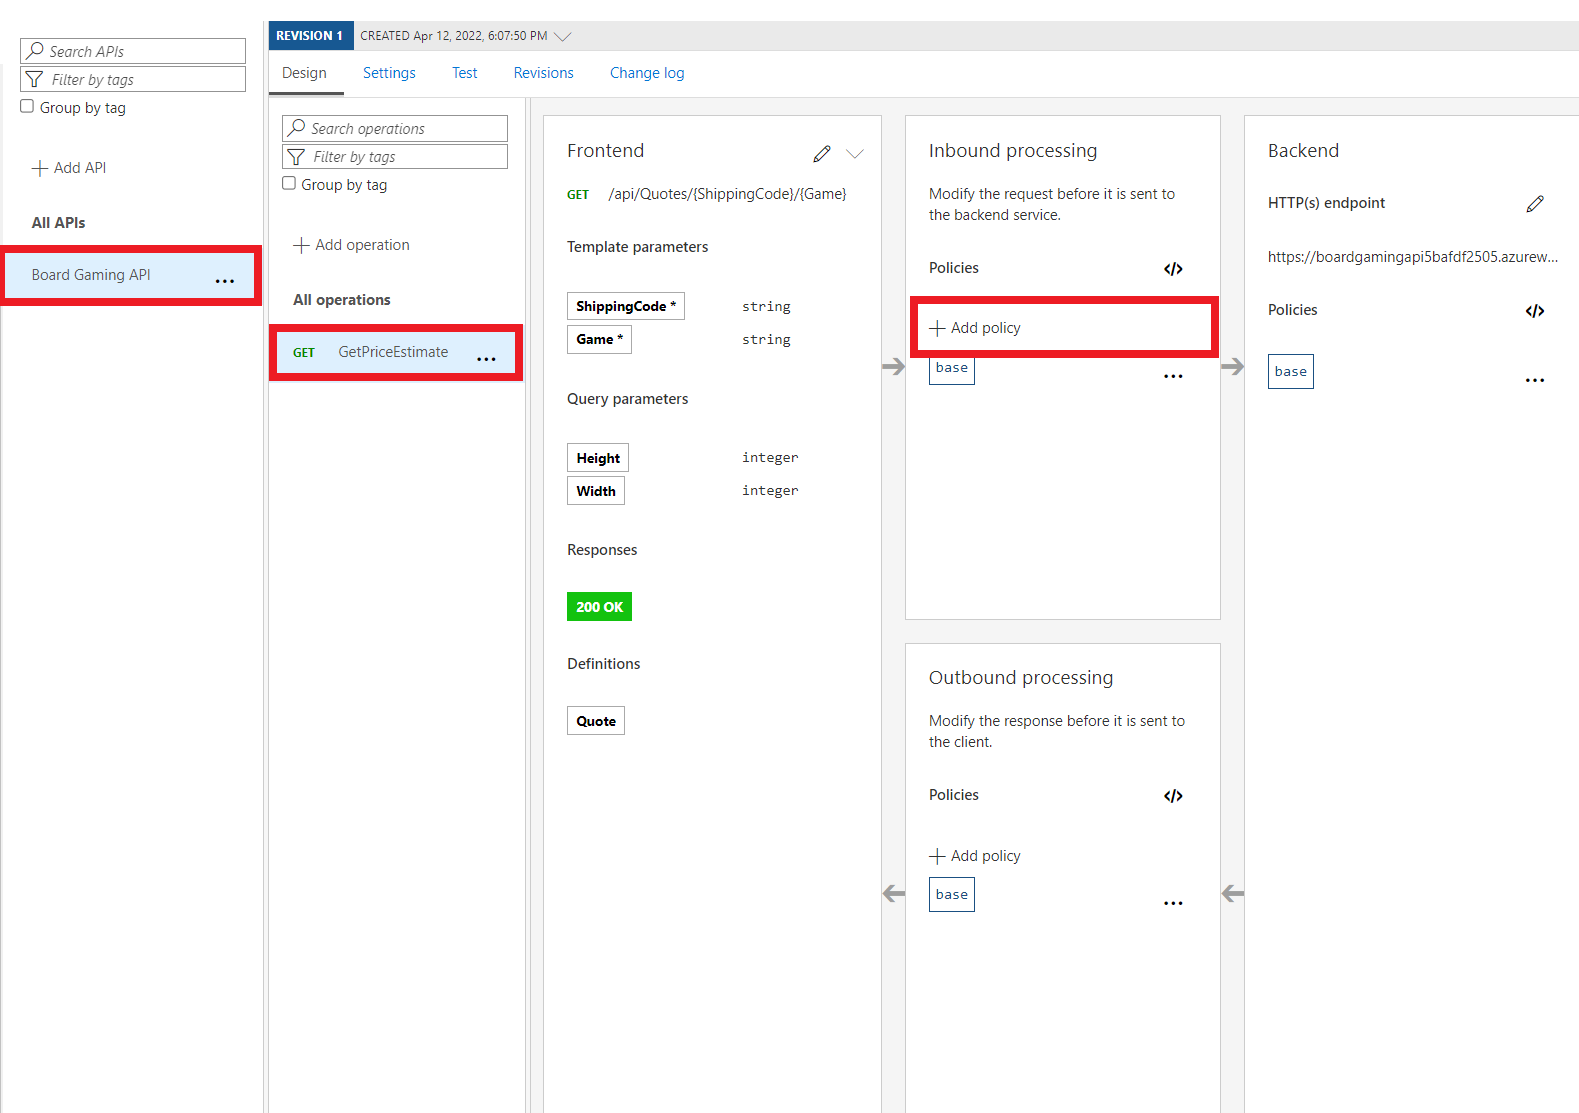 Search APIs
Filter by tags
Group by tag
Add API
All APIs
Board Gaming API
...
REVISION 1 CREATED Apr 12, 2022, 6:07:50 PM
Design Settings Test Revisions Change log
Search operations
Filter by tags
Group by tag
Add operation
All operations
GET GetPriceEstimate ...
Frontend
GET /api/Quotes/{ShippingCode}/{Game}
Template parameters
ShippingCode * string
Game * string
Query parameters
Height integer
Width integer
Responses
200 OK
Definitions
Quote
Inbound processing
Modify the request before it is sent to
the backend service.
Policies </>
Add policy
base ...
Outbound processing
Modify the response before it is sent to
the client.
Policies </>
Add policy
base ...
Backend
HTTP(s) endpoint
https://boardgamingapi5bafdf2505.azurew...
Policies </>
base ...